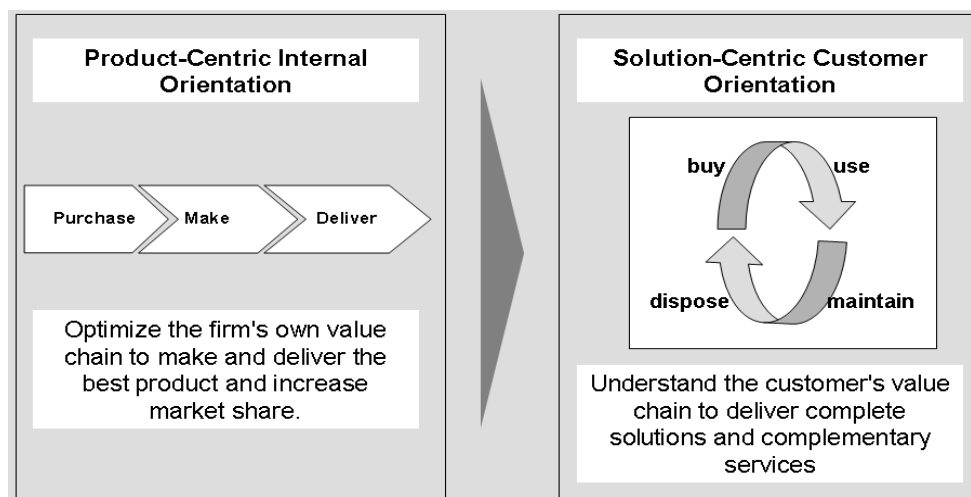 Product-Centric Internal
Orientation
Purchase
Make
Deliver
Optimize the firm's own value
chain to make and deliver the
best product and increase
market share.
Solution-Centric Customer
Orientation
buy
use
dispose
maintain
Understand the customer's value
chain to deliver complete
solutions and complementary
services